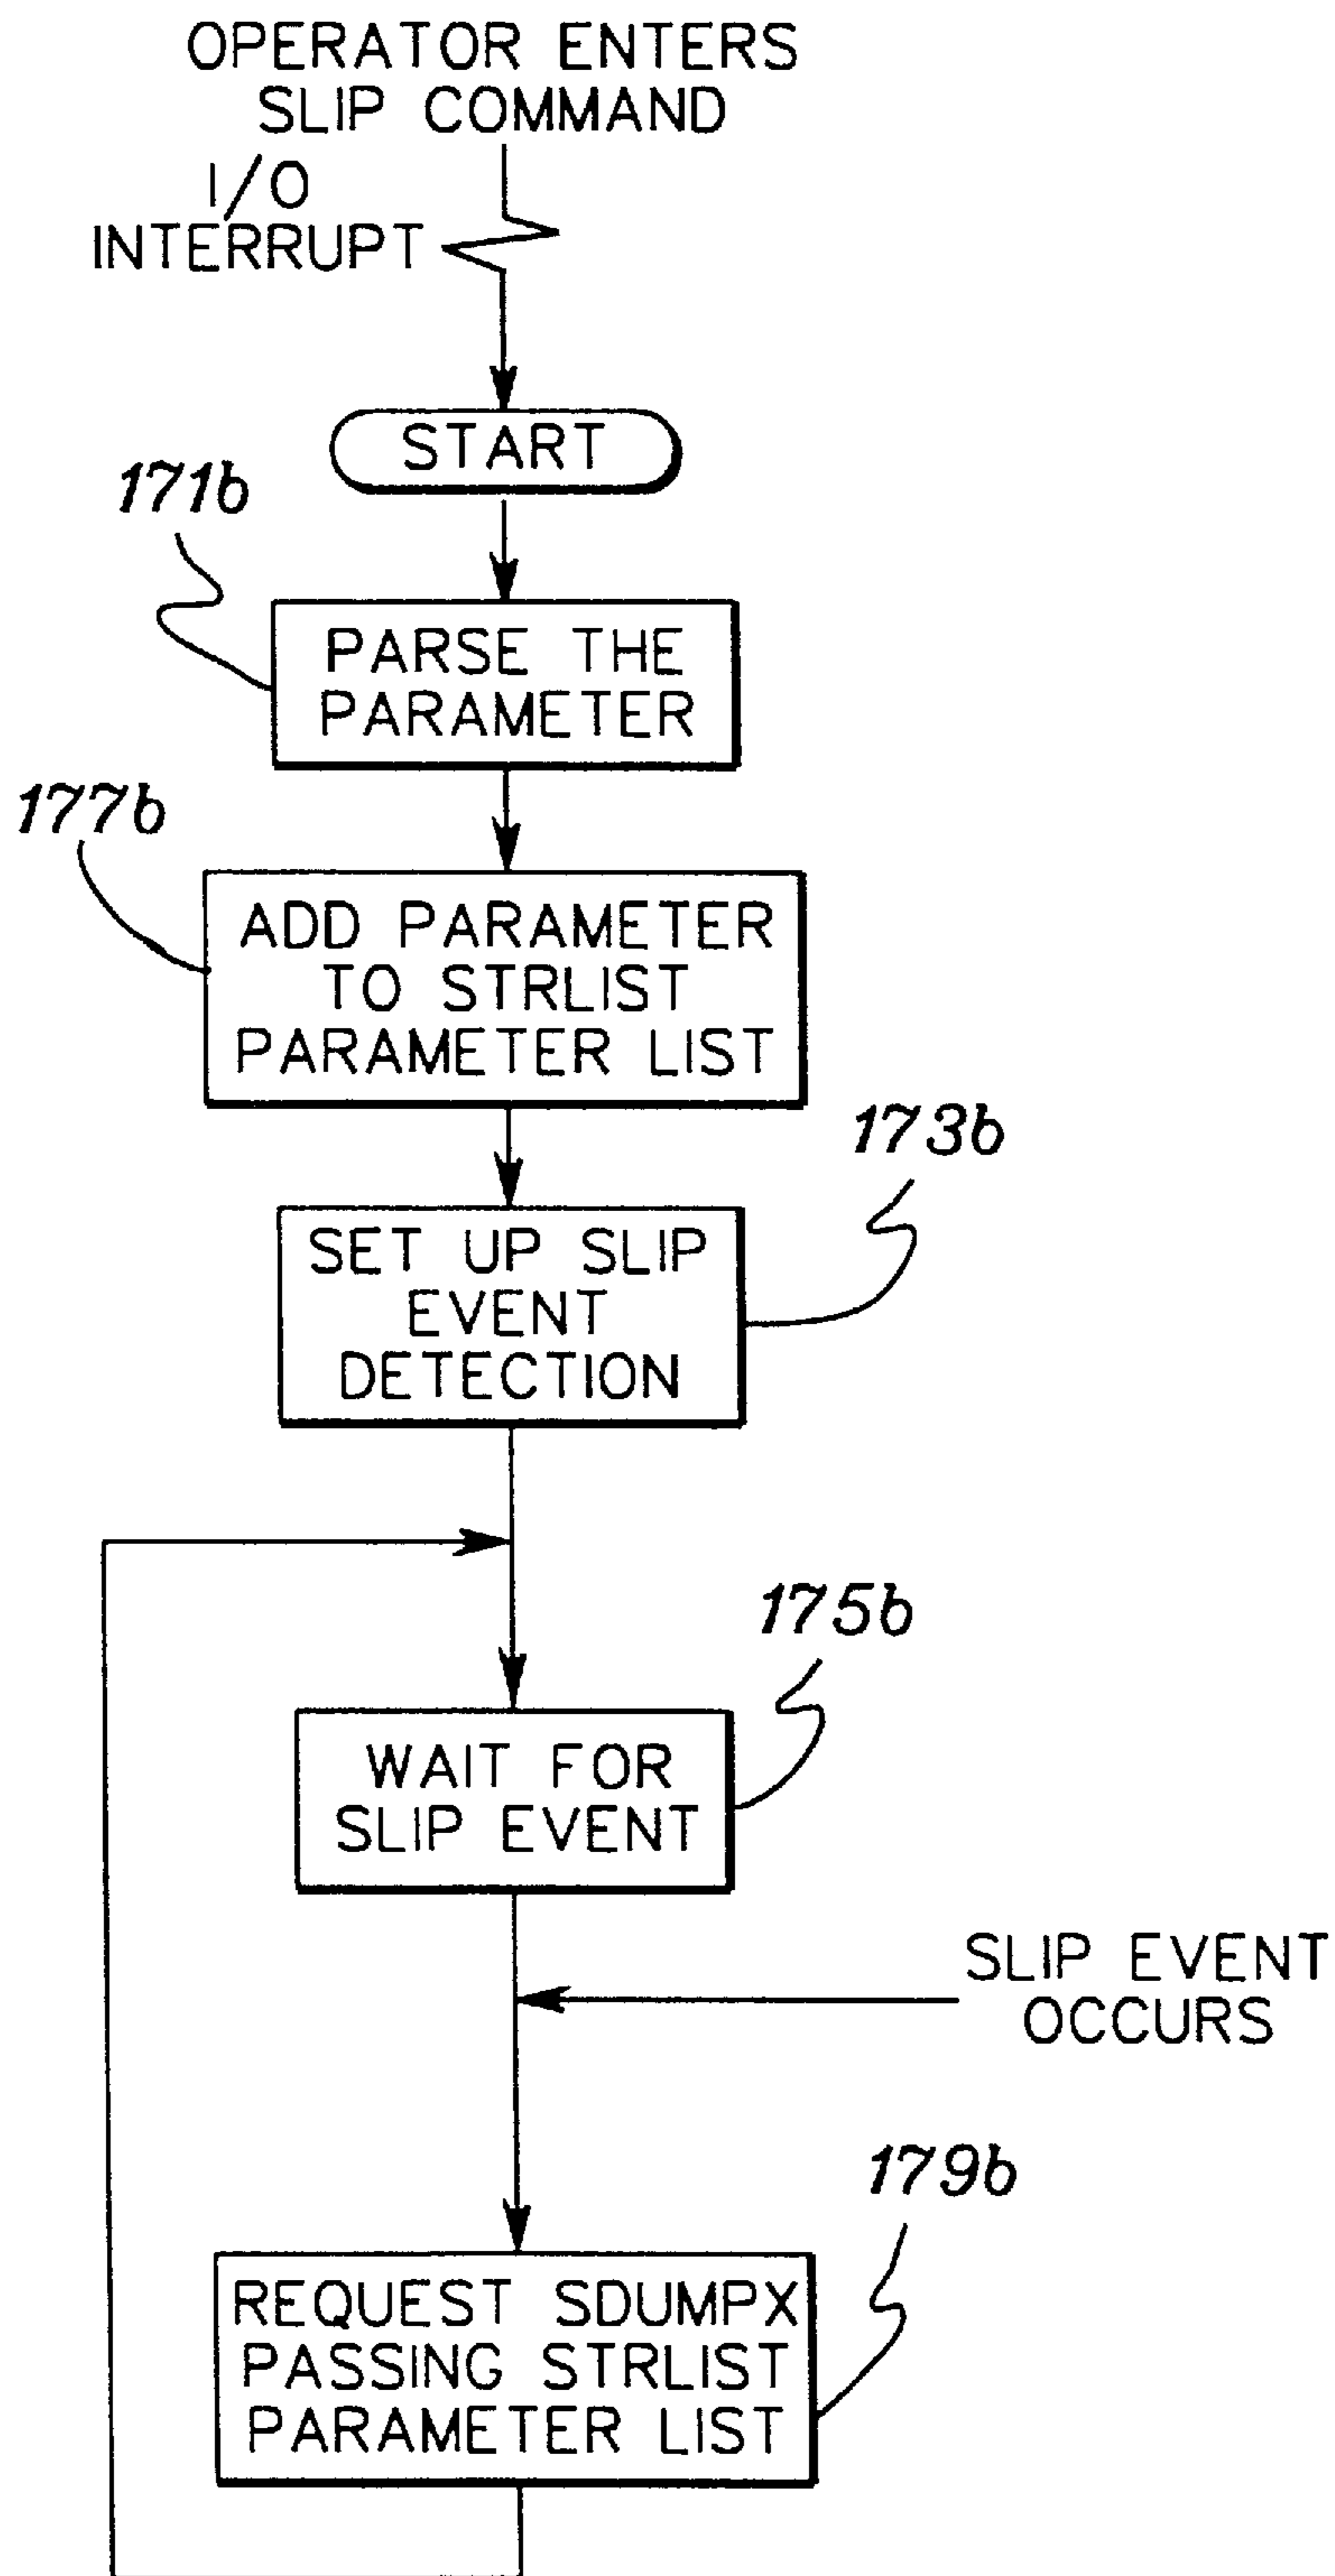 OPERATOR ENTERS
SLIP COMMAND
I/O
INTERRUPT
START
171b
PARSE THE
PARAMETER
177b
ADD PARAMETER
TO STRLIST
PARAMETER LIST
173b
SET UP SLIP
EVENT
DETECTION
175b
WAIT FOR
SLIP EVENT
SLIP EVENT
OCCURS
179b
REQUEST SDUMPX
PASSING STRLIST
PARAMETER LIST